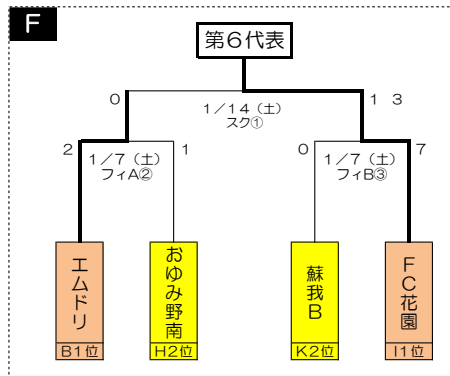 F
第６代表
0
１３
１／１４（土）
スク①
2
１／７（土）
フィA②
1
0
１／７（土）
フィB③
7
エムドリ
おゆみ野南
蘇我Ｂ
ＦＣ花園
B1位
H2位
K2位
I1位